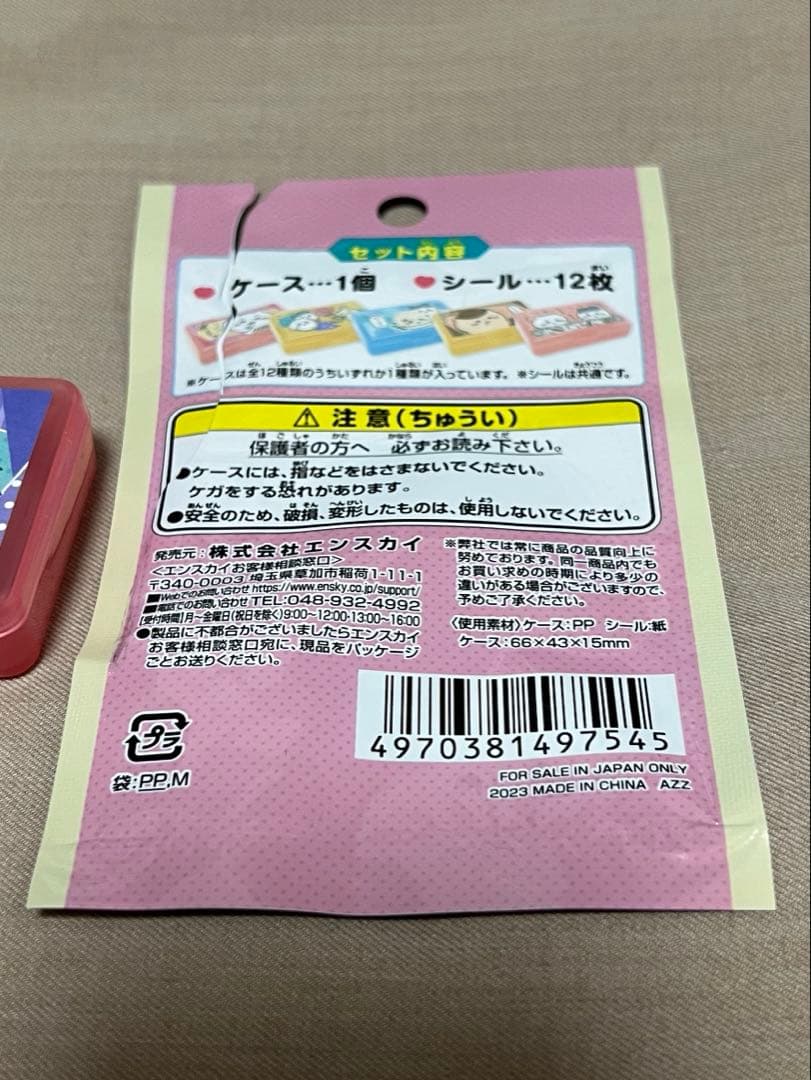 セット内容
ケース…1個 シール…12枚
※ケースは全12種類のうちいずれか1種類が入っています。※シールは共通です。
注意(ちゅうい)
保護者の方へ 必ずお読み下さい。
●ケースには、指などをはさまないでください。
ケガをする恐れがあります。
●安全のため、破損、変形したものは、使用しないでください。
発売元:株式会社エンスカイ
<エンスカイお客様相談窓口>
〒340-0003 埼玉県草加市稲荷1-11-1
■Webでのお問い合わせ https://www.ensky.co.jp/support/
■電話でのお問い合わせ TEL:048-932-4992
【受付時間】月~金曜日(祝日を除く)9:00~12:00・13:00~16:00
●製品に不都合がございましたらエンスカイ
お客様相談窓口宛に、現品をパッケージ
ごとお送りください。
※弊社では常に商品の品質向上に
努めております。同一商品内でも
お買い求めの時期により多少の
違いがある場合がございますので、
予めご了承ください。
〈使用素材〉ケース:PP シール:紙
ケース:66×43×15mm
プラ
袋:PP,M
4970381497545
FOR SALE IN JAPAN ONLY
2023 MADE IN CHINA AZZ